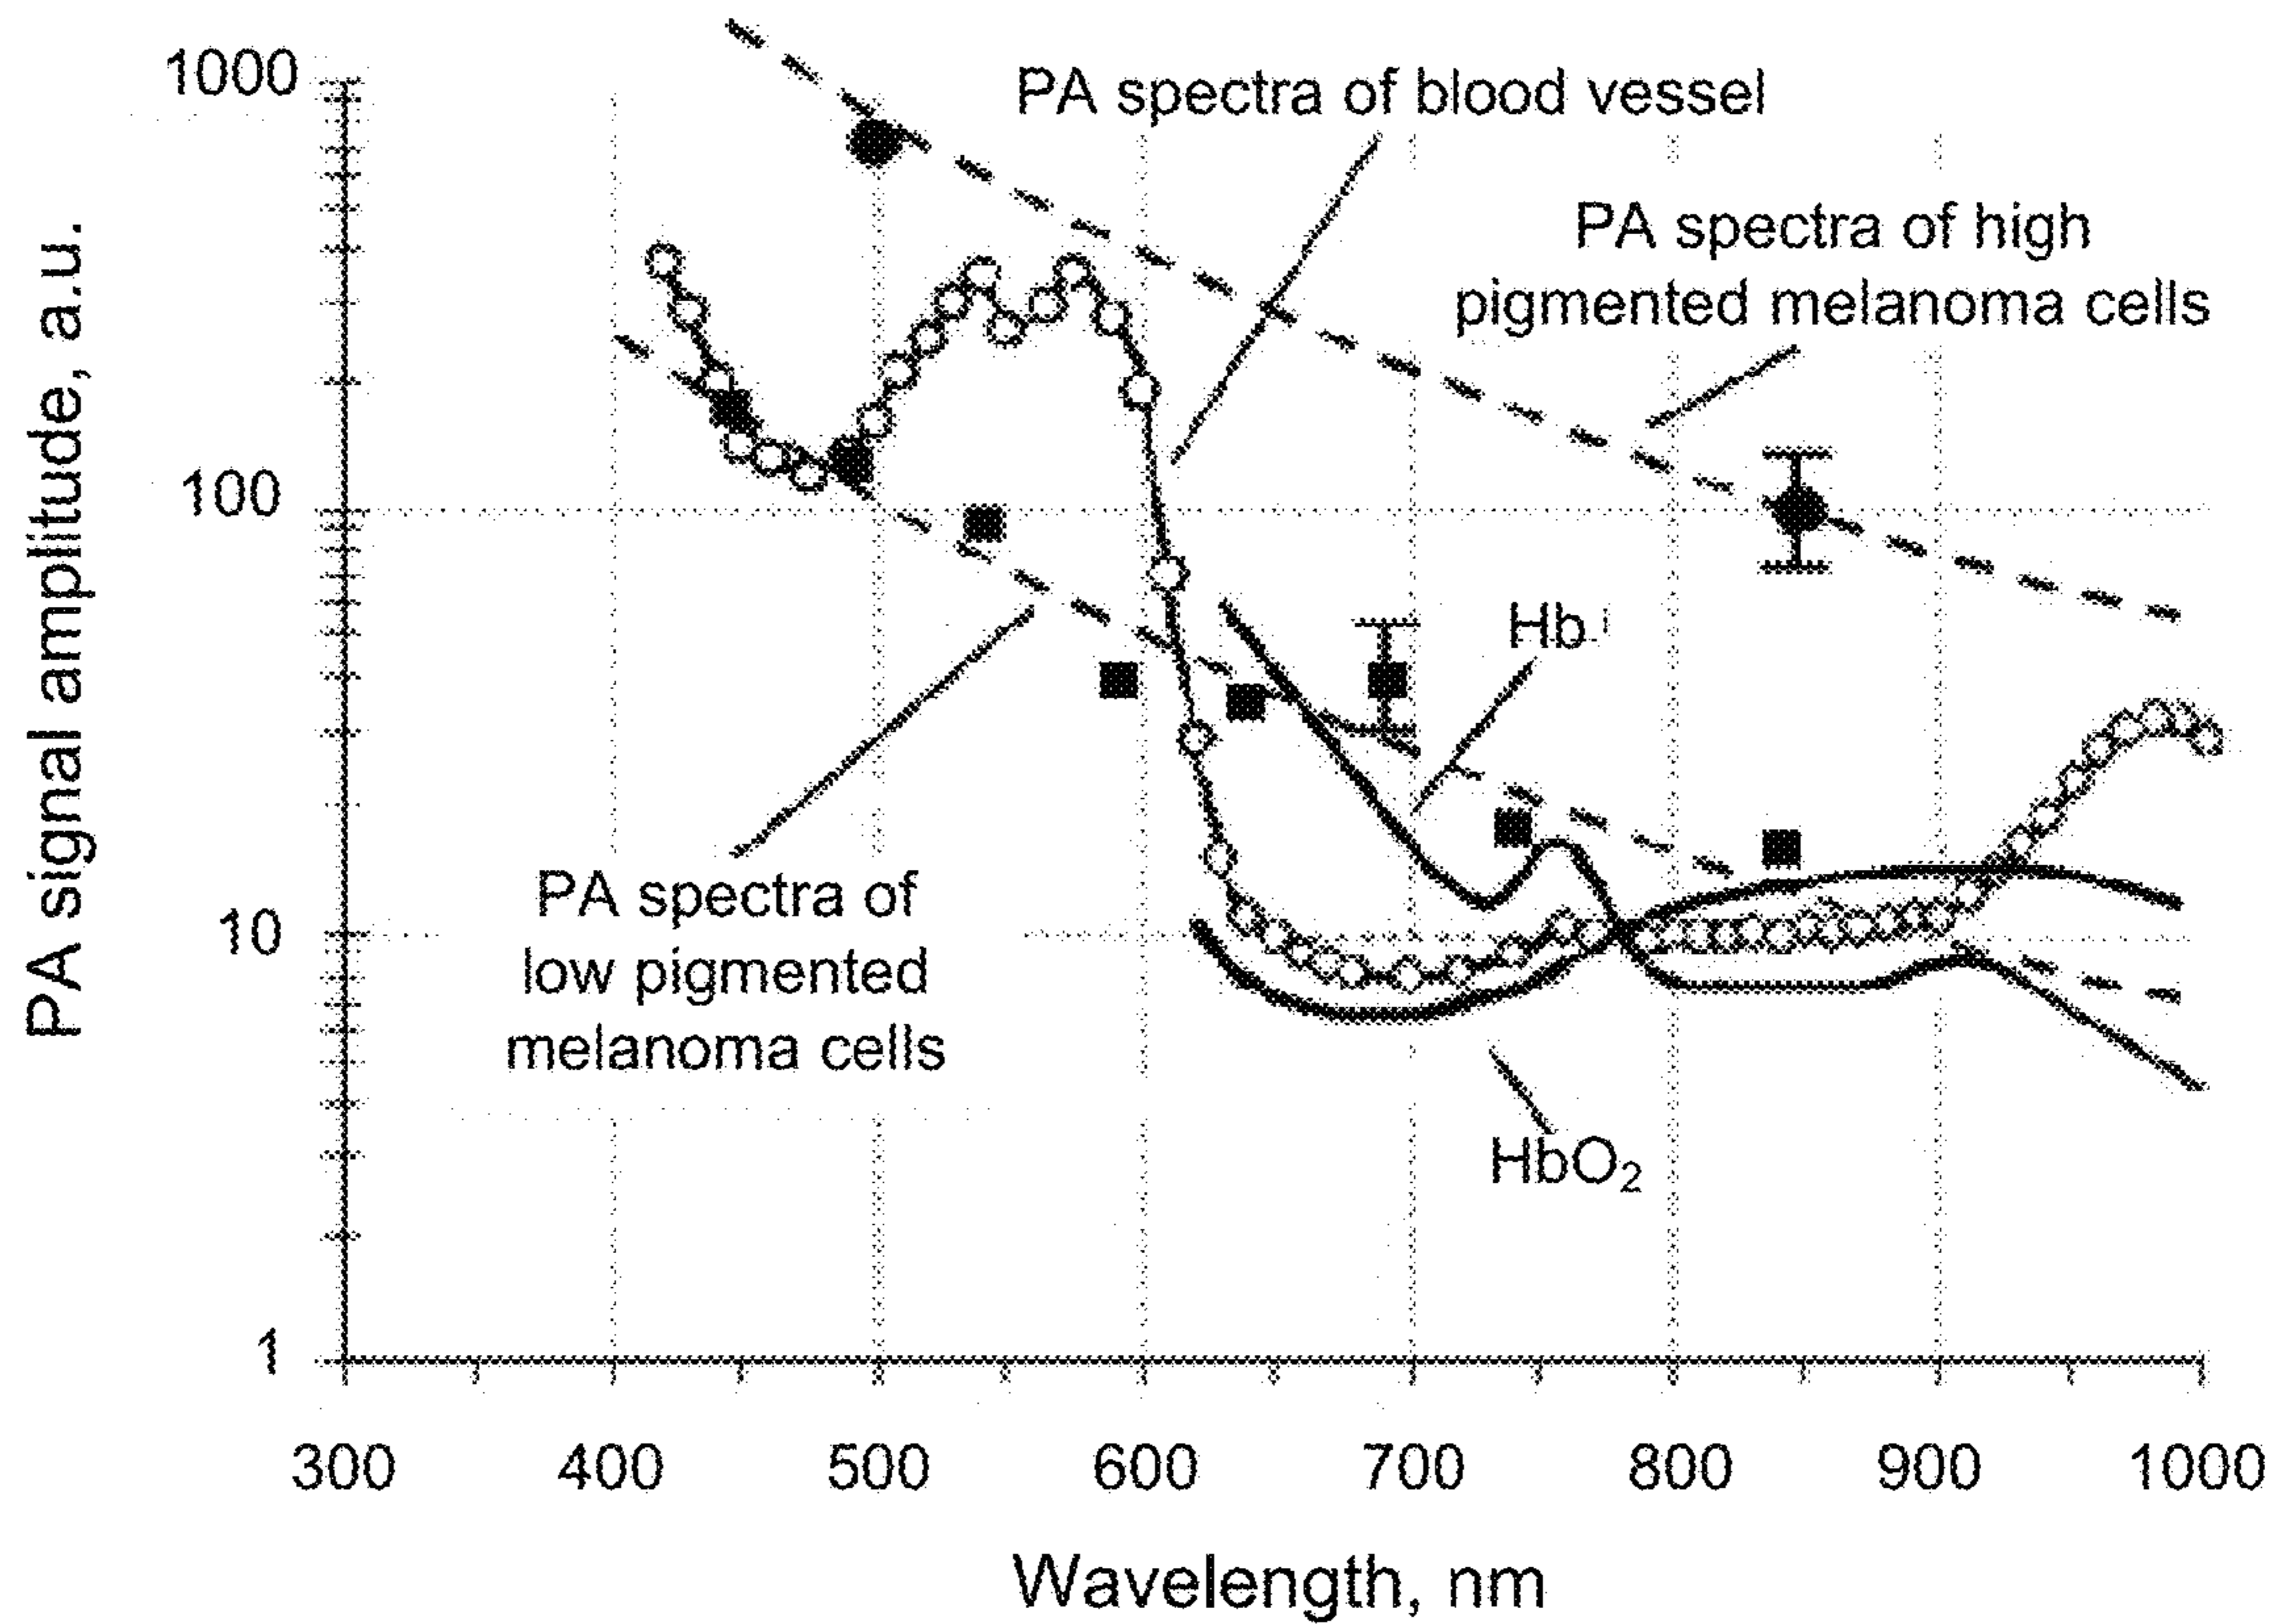 PA signal amplitude, a.u.
1000
100
10
1
PA spectra of blood vessel
PA spectra of high
pigmented melanoma cells
Hb
PA spectra of
low pigmented
melanoma cells
HbO₂
300 400 500 600 700 800 900 1000
Wavelength, nm